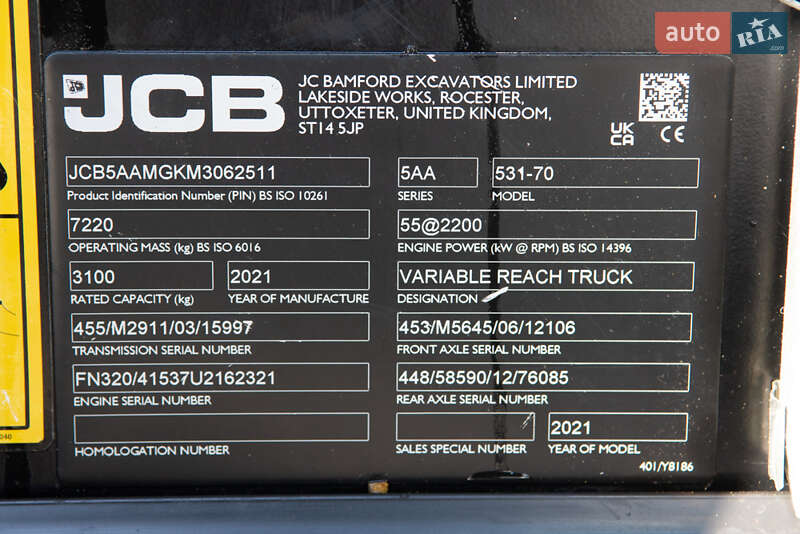 auto RIA
.com
JCB
JC BAMFORD EXCAVATORS LIMITED
LAKESIDE WORKS, ROCESTER,
UTTOXETER, UNITED KINGDOM,
ST14 5JP
UK
CA CE
JCB5AAMGKM3062511 5AA 531-70
Product Identification Number (PIN) BS ISO 10261 SERIES MODEL
7220 55@2200
OPERATING MASS (kg) BS ISO 6016 ENGINE POWER (kW @ RPM) BS ISO 14396
3100 2021 VARIABLE REACH TRUCK
RATED CAPACITY (kg) YEAR OF MANUFACTURE DESIGNATION
455/M2911/03/15997 453/M5645/06/12106
TRANSMISSION SERIAL NUMBER FRONT AXLE SERIAL NUMBER
FN320/41537U2162321 448/58590/12/76085
ENGINE SERIAL NUMBER REAR AXLE SERIAL NUMBER
2021
HOMOLOGATION NUMBER SALES SPECIAL NUMBER YEAR OF MODEL
401/Y8186